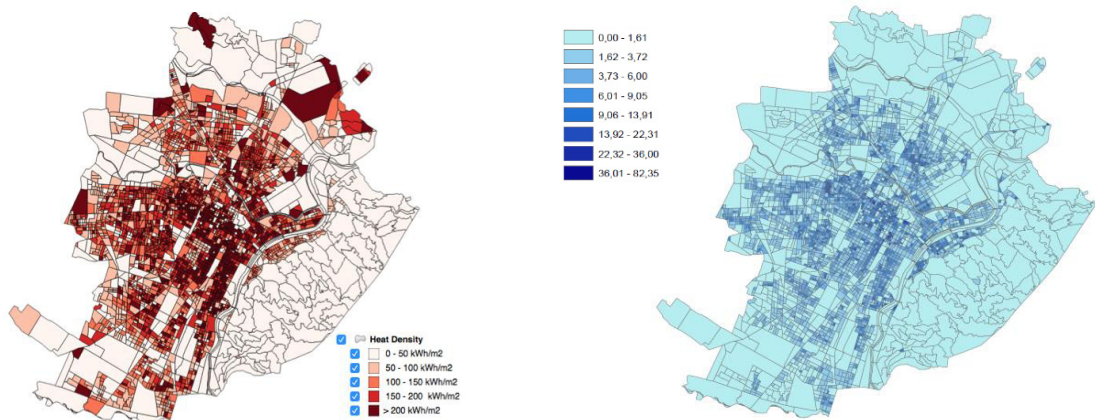 0,00 - 1,61
1,62 - 3,72
3,73 - 6,00
6,01 - 9,05
9,06 - 13,91
13,92 - 22,31
22,32 - 36,00
36,01 - 82,35
Heat Density
0 - 50 kWh/m2
50 - 100 kWh/m2
100 - 150 kWh/m2
150 - 200 kWh/m2
> 200 kWh/m2